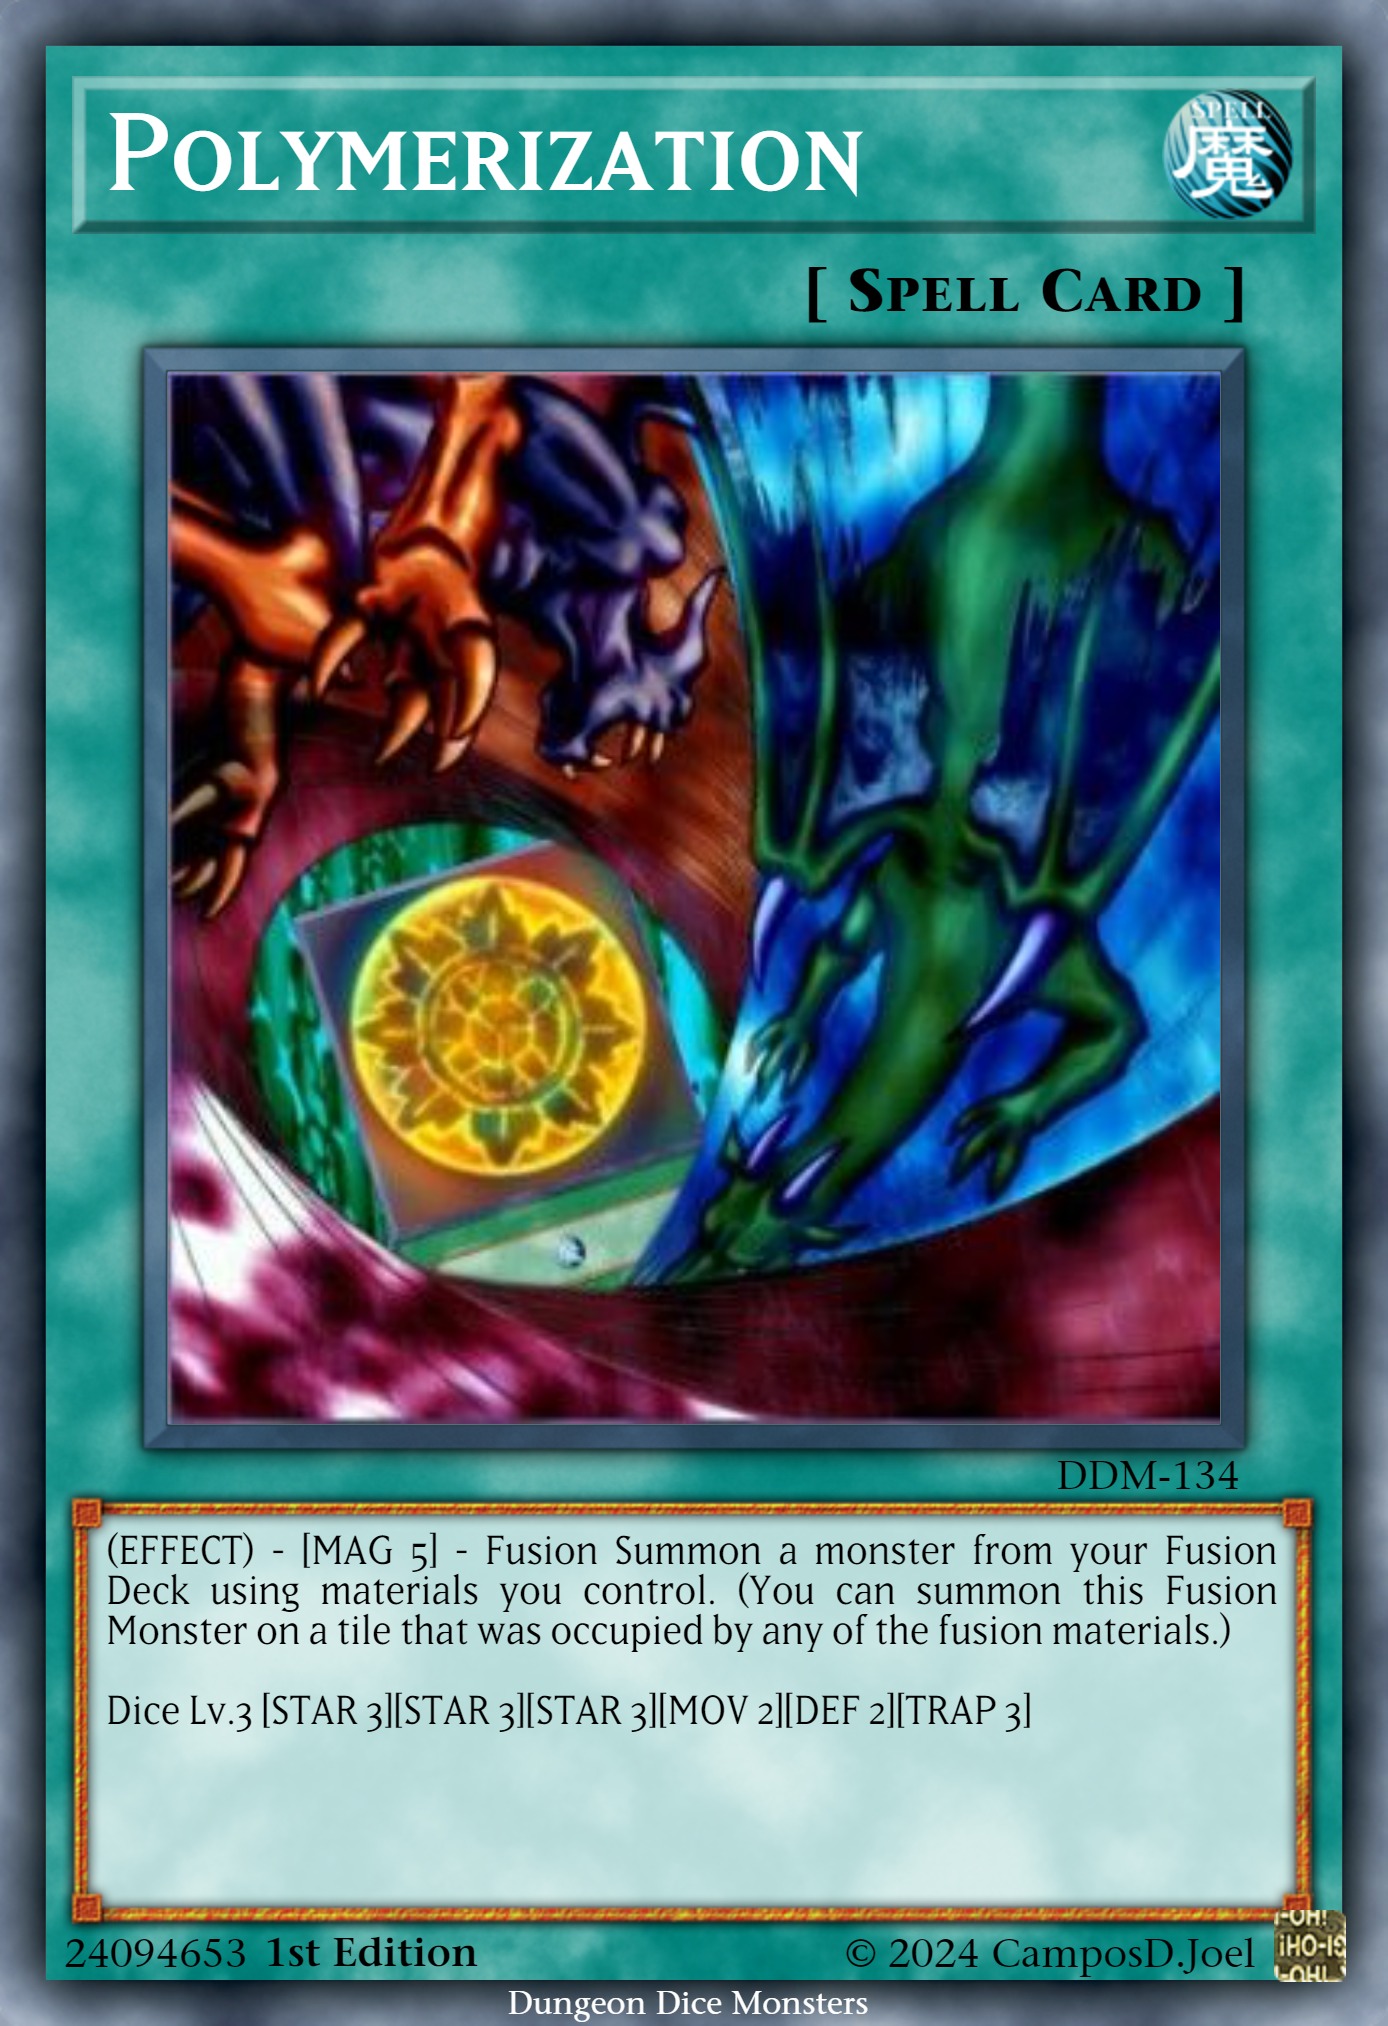 Polymerization
SPELL
魔
[ Spell Card ]
DDM-134
(EFFECT) - [MAG 5] - Fusion Summon a monster from your Fusion
Deck using materials you control. (You can summon this Fusion
Monster on a tile that was occupied by any of the fusion materials.)
Dice Lv.3 [STAR 3][STAR 3][STAR 3][MOV 2][DEF 2][TRAP 3]
24094653 1st Edition
© 2024 CamposD.Joel
Dungeon Dice Monsters